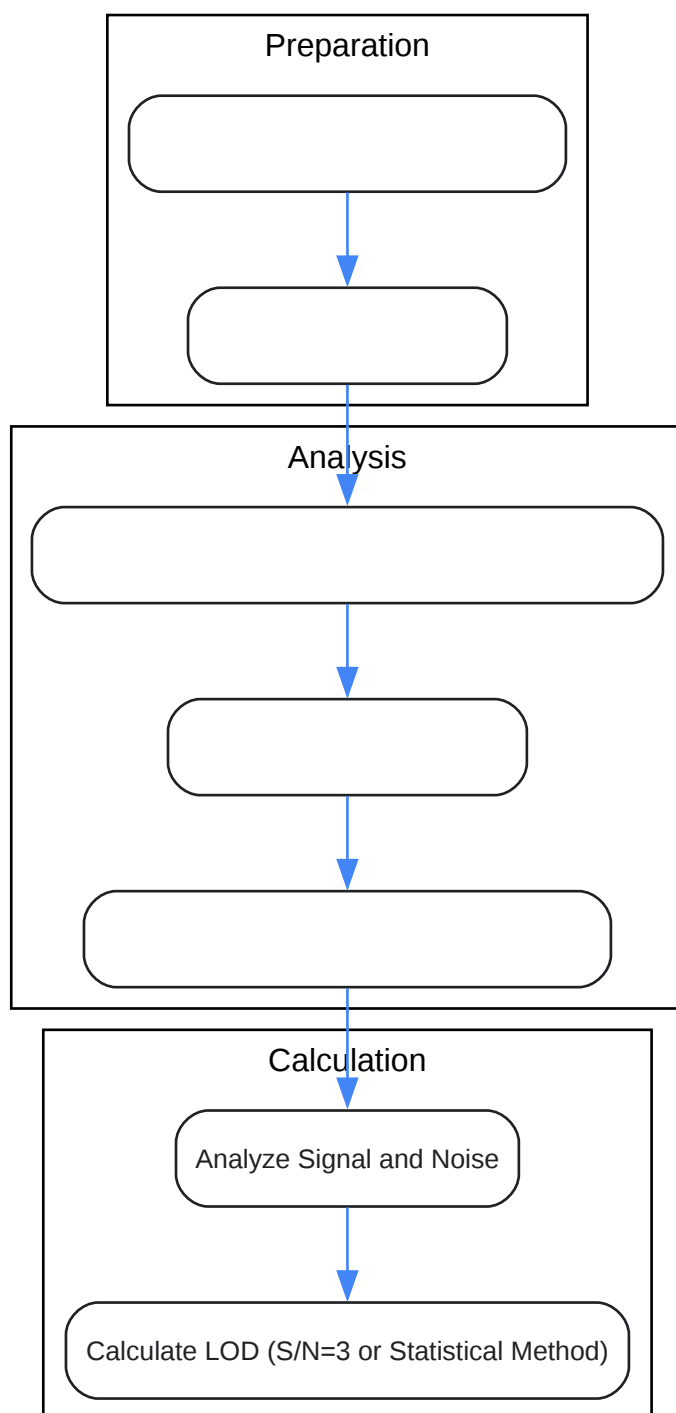 Preparation
Analysis
Calculation
Analyze Signal and Noise
Calculate LOD (S/N=3 or Statistical Method)